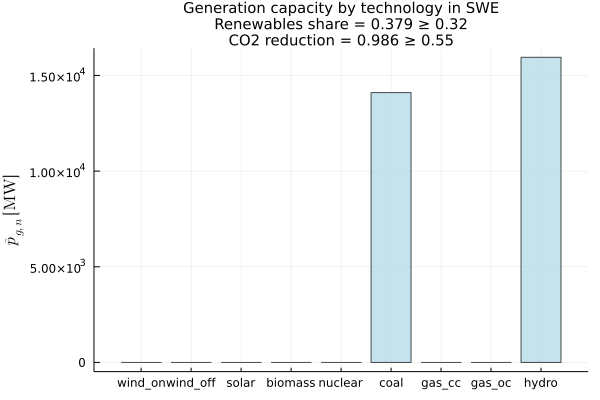 Generation capacity by technology in SWE
Renewables share = 0.379 ≥ 0.32
CO2 reduction = 0.986 ≥ 0.55
1.50×10⁴
1.00×10⁴
5.00×10³
0
p̄g,n[MW]
wind_on wind_off solar biomass nuclear coal gas_cc gas_oc hydro